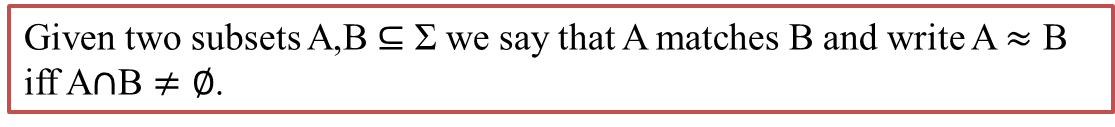 Given two subsets A,B ⊆ Σ we say that A matches B and write A ≈ B
iff A∩B ≠ ∅.